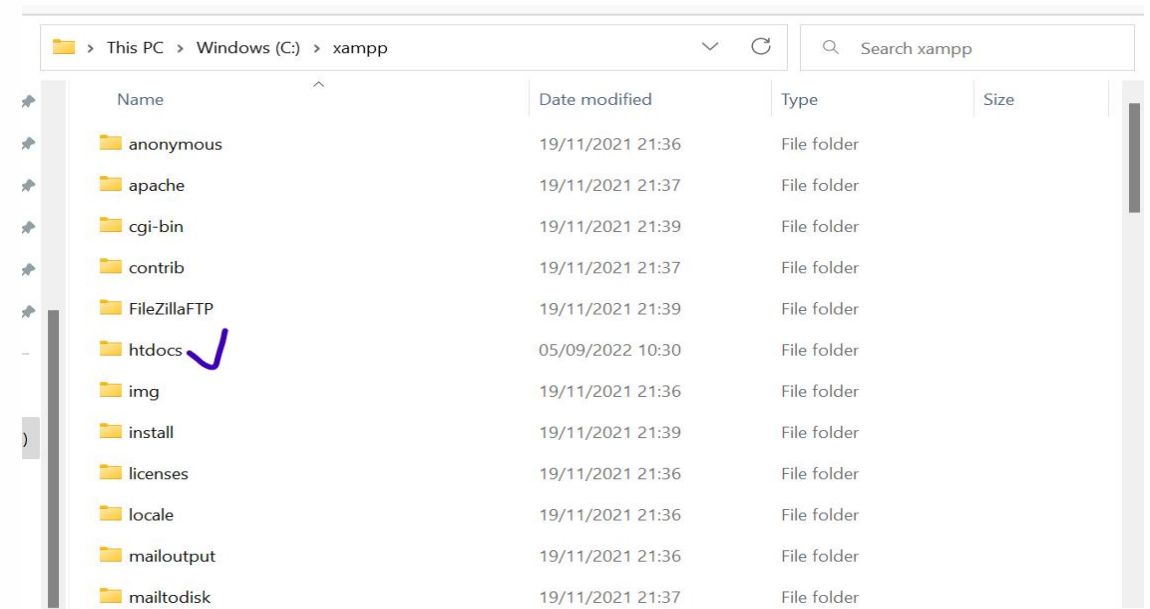 This PC > Windows (C:) > xampp Search xampp
Name Date modified Type Size
anonymous 19/11/2021 21:36 File folder
apache 19/11/2021 21:37 File folder
cgi-bin 19/11/2021 21:39 File folder
contrib 19/11/2021 21:37 File folder
FileZillaFTP 19/11/2021 21:39 File folder
htdocs 05/09/2022 10:30 File folder
img 19/11/2021 21:36 File folder
install 19/11/2021 21:39 File folder
)
licenses 19/11/2021 21:36 File folder
locale 19/11/2021 21:36 File folder
mailoutput 19/11/2021 21:36 File folder
mailtodisk 19/11/2021 21:37 File folder